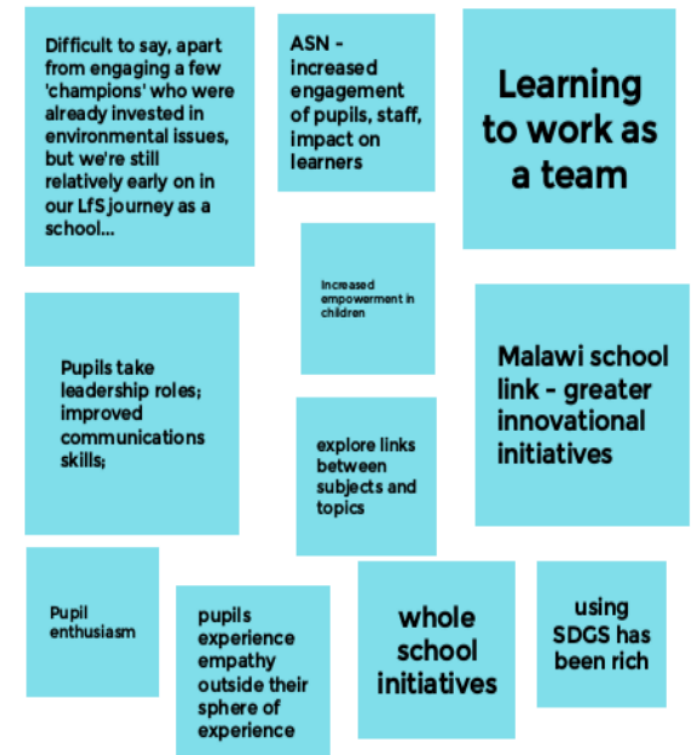 Difficult to say, apart
from engaging a few
'champions' who were
already invested in
environmental issues,
but we're still
relatively early on in
our LfS journey as a
school...
ASN -
increased
engagement
of pupils, staff,
impact on
learners
Learning
to work as
a team
Increased
empowerment in
children
Pupils take
leadership roles;
improved
communications
skills;
explore links
between
subjects and
topics
Malawi school
link - greater
innovational
initiatives
Pupil
enthusiasm
pupils
experience
empathy
outside their
sphere of
experience
whole
school
initiatives
using
SDGS has
been rich